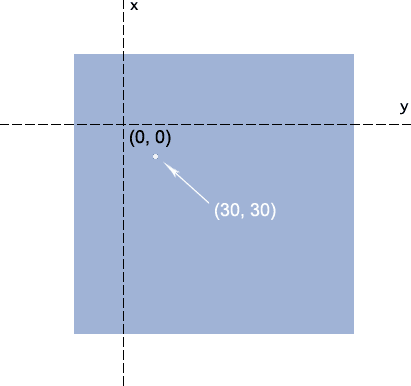 x
y
(0, 0)
(30, 30)